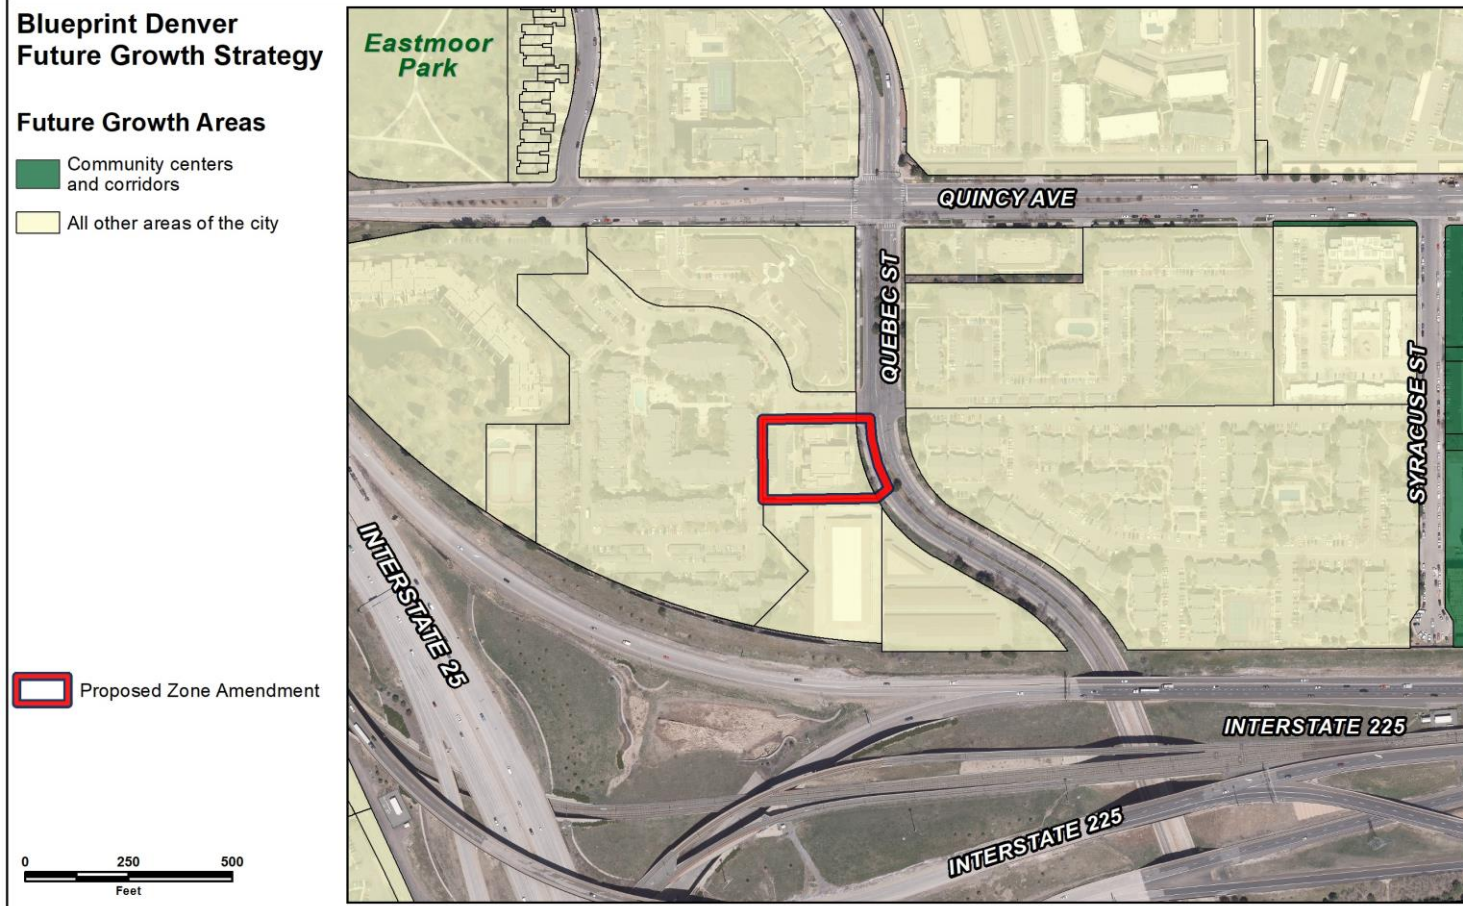 Blueprint Denver
Future Growth Strategy
Future Growth Areas
Community centers
and corridors
All other areas of the city
Proposed Zone Amendment
0 250 500
Feet
Eastmoor
Park
QUINCY AVE
QUEBEC ST
SYRACUSE ST
INTERSTATE 25
INTERSTATE 225
INTERSTATE 225